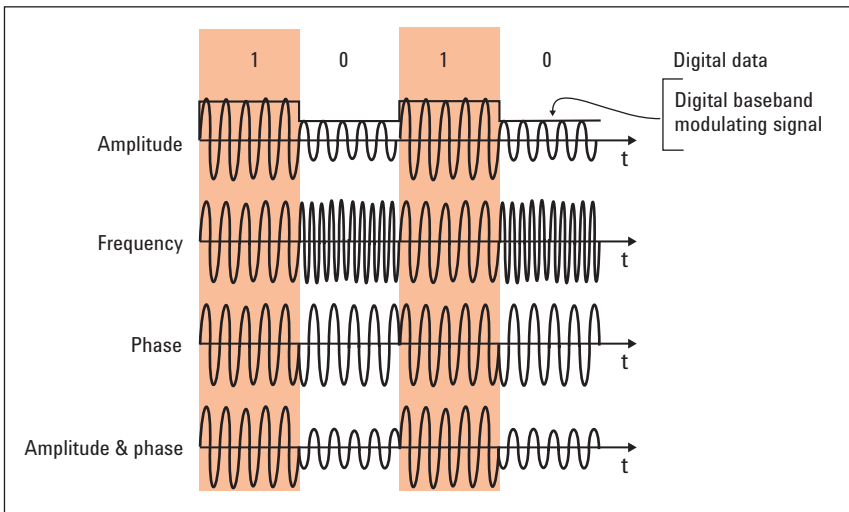 1 0 1 0 Digital data
Digital baseband
modulating signal
Amplitude
t
Frequency
t
Phase
t
Amplitude & phase
t